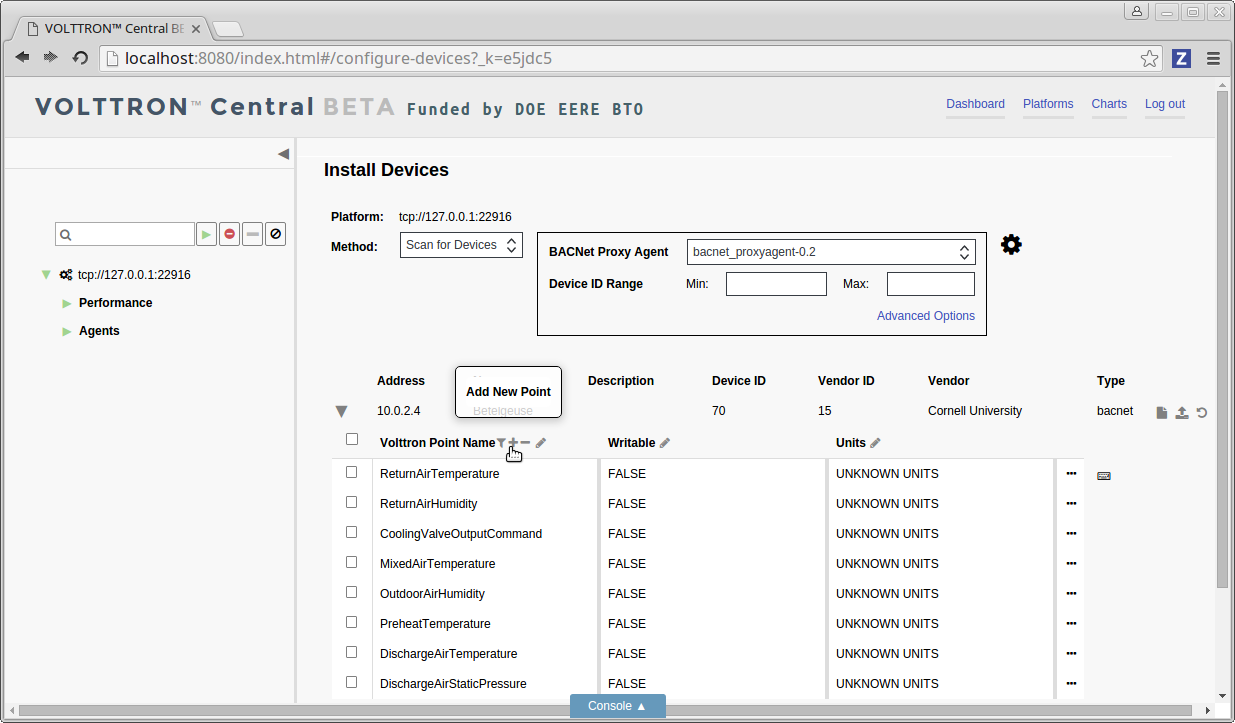 VOLTTRON™ Central BE
localhost:8080/index.html#/configure-devices?_k=e5jdc5
Z
VOLTTRON™ Central BETA Funded by DOE EERE BTO
Dashboard Platforms Charts Log out
Install Devices
Platform: tcp://127.0.0.1:22916
Method: Scan for Devices
BACNet Proxy Agent bacnet_proxyagent-0.2
Device ID Range Min: Max:
Advanced Options
tcp://127.0.0.1:22916
Performance
Agents
Address Description Device ID Vendor ID Vendor Type
Add New Point
10.0.2.4 Betelgeuse 70 15 Cornell University bacnet
Volttron Point Name Writable Units
ReturnAirTemperature FALSE UNKNOWN UNITS •••
ReturnAirHumidity FALSE UNKNOWN UNITS •••
CoolingValveOutputCommand FALSE UNKNOWN UNITS •••
MixedAirTemperature FALSE UNKNOWN UNITS •••
OutdoorAirHumidity FALSE UNKNOWN UNITS •••
PreheatTemperature FALSE UNKNOWN UNITS •••
DischargeAirTemperature FALSE UNKNOWN UNITS •••
DischargeAirStaticPressure FALSE UNKNOWN UNITS •••
Console ▲